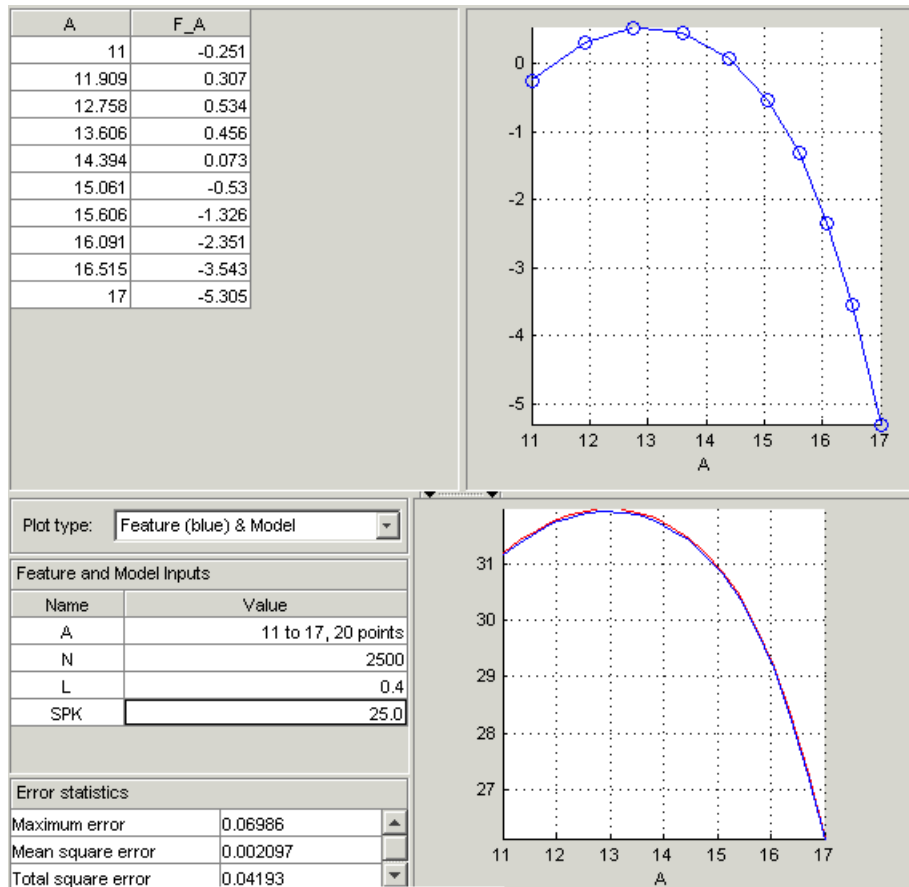 A F_A
11 -0.251
11.909 0.307
12.758 0.534
13.606 0.456
14.394 0.073
15.061 -0.53
15.606 -1.326
16.091 -2.351
16.515 -3.543
17 -5.305
0
-1
-2
-3
-4
-5
11 12 13 14 15 16 17
A
Plot type: Feature (blue) & Model
Feature and Model Inputs
Name Value
A 11 to 17, 20 points
N 2500
L 0.4
SPK 25.0
Error statistics
Maximum error 0.06986
Mean square error 0.002097
Total square error 0.04193
31
30
29
28
27
11 12 13 14 15 16 17
A